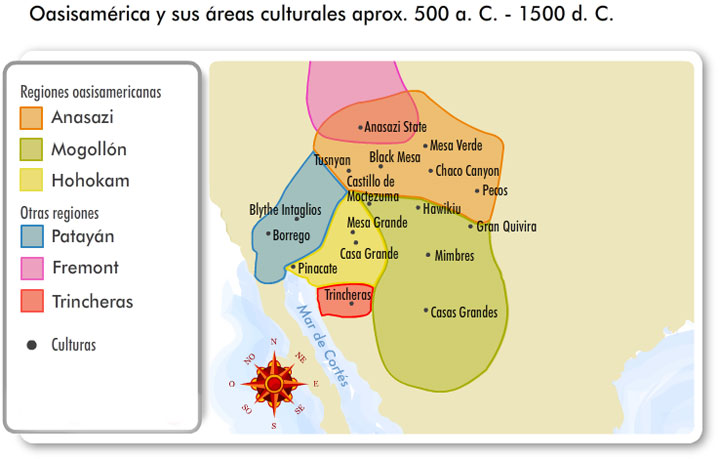 Oasisamérica y sus áreas culturales aprox. 500 a. C. - 1500 d. C.
Regiones oasisamericanas
Anasazi
Mogollón
Hohokam
Otras regiones
Patayán
Fremont
Trincheras
Culturas
Anasazi State
Mesa Verde
Black Mesa
Tusnyan
Chaco Canyon
Castillo de
Moctezuma
Pecos
Blythe Intaglios
Hawikiu
Mesa Grande
Gran Quivira
Borrego
Casa Grande
Mimbres
Pinacate
Trincheras
Casas Grandes
Mar de Cortés
N
NO
NE
O
E
SO
SE
S